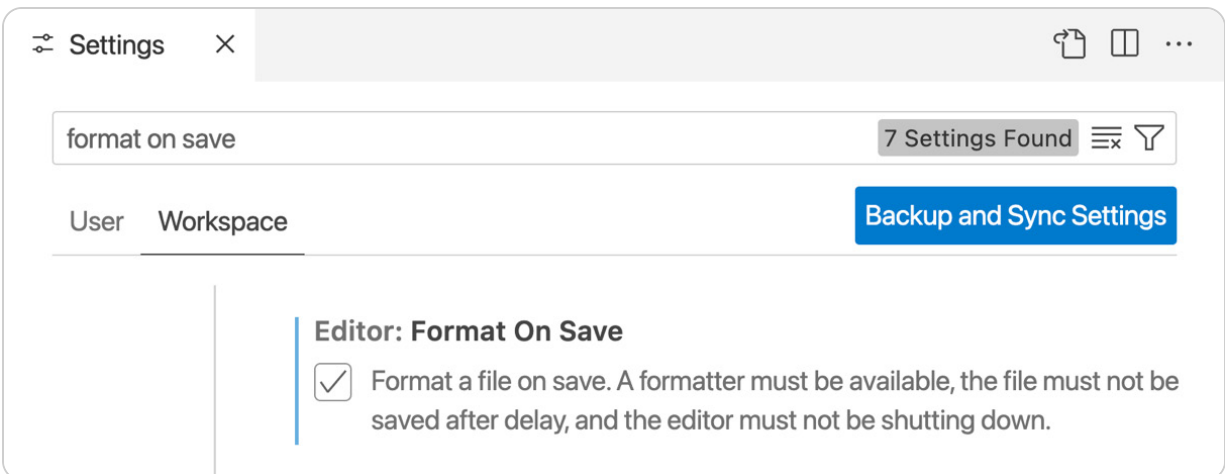 Settings
format on save
7 Settings Found
User Workspace
Backup and Sync Settings
Editor: Format On Save
Format a file on save. A formatter must be available, the file must not be
saved after delay, and the editor must not be shutting down.